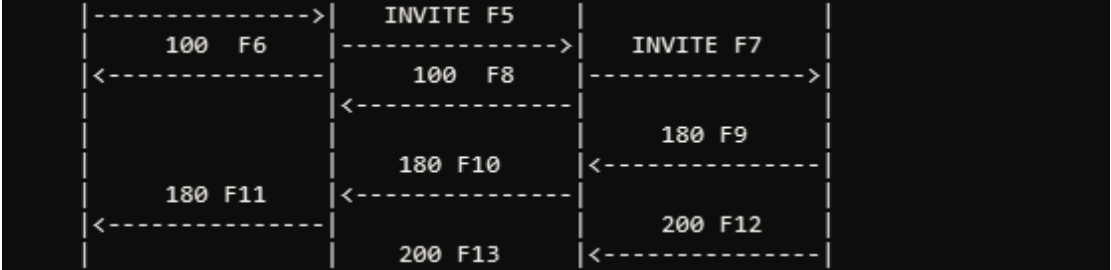 |--------------->|   INVITE F5    |                |
|    100  F6     |--------------->|   INVITE F7    |
|<---------------|    100  F8     |--------------->|
|                |<---------------|                |
|                |                |     180 F9     |
|                |    180 F10     |<---------------|
|     180 F11    |<---------------|                |
|<---------------|                |     200 F12    |
|                |    200 F13     |<---------------|